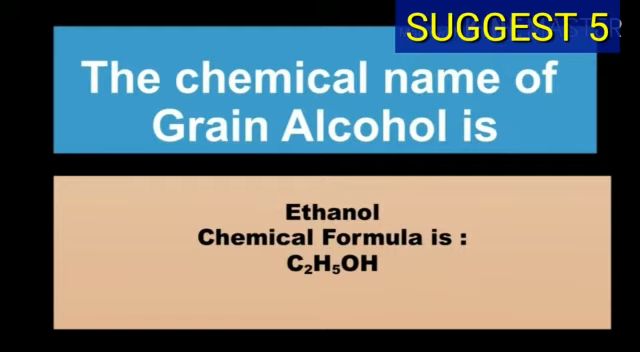 SUGGEST 5
The chemical name of
Grain Alcohol is
Ethanol
Chemical Formula is :
C₂H₅OH